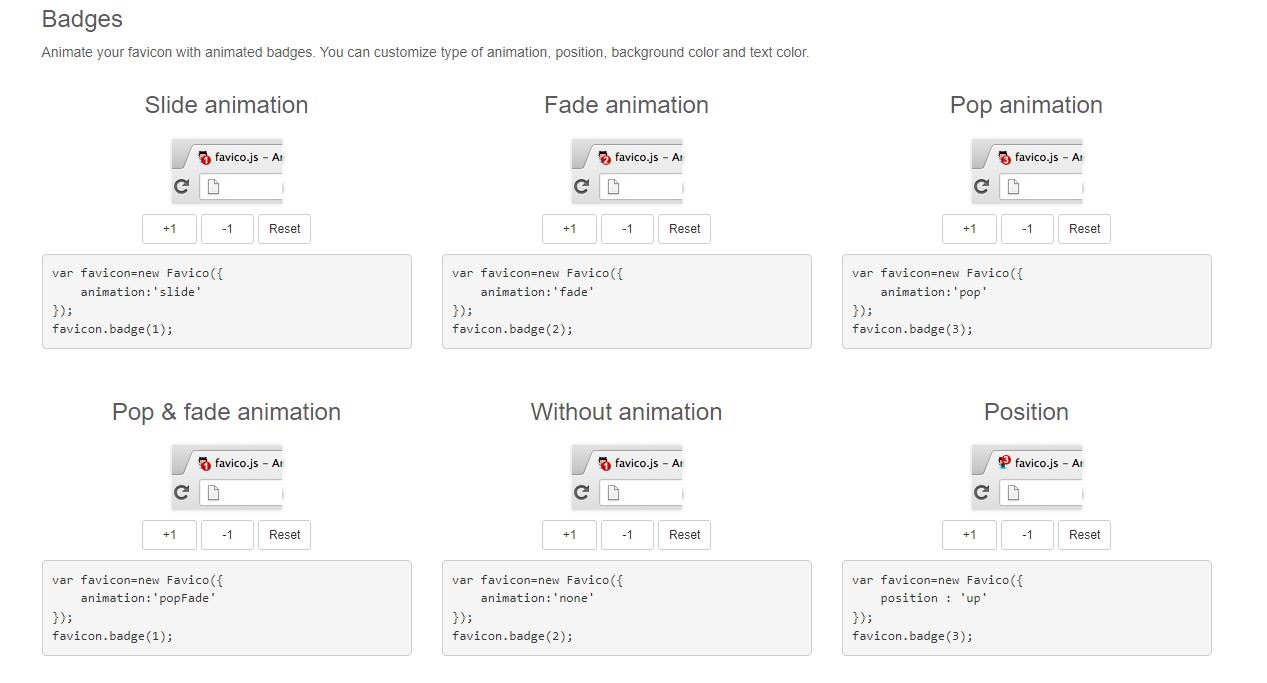 Badges
Animate your favicon with animated badges. You can customize type of animation, position, background color and text color.
Slide animation
1 favico.js – A
+1 -1 Reset
var favicon=new Favico({
    animation:'slide'
});
favicon.badge(1);
Fade animation
2 favico.js – A
+1 -1 Reset
var favicon=new Favico({
    animation:'fade'
});
favicon.badge(2);
Pop animation
3 favico.js – A
+1 -1 Reset
var favicon=new Favico({
    animation:'pop'
});
favicon.badge(3);
Pop & fade animation
1 favico.js – A
+1 -1 Reset
var favicon=new Favico({
    animation:'popFade'
});
favicon.badge(1);
Without animation
1 favico.js – A
+1 -1 Reset
var favicon=new Favico({
    animation:'none'
});
favicon.badge(2);
Position
3 favico.js – A
+1 -1 Reset
var favicon=new Favico({
    position : 'up'
});
favicon.badge(3);